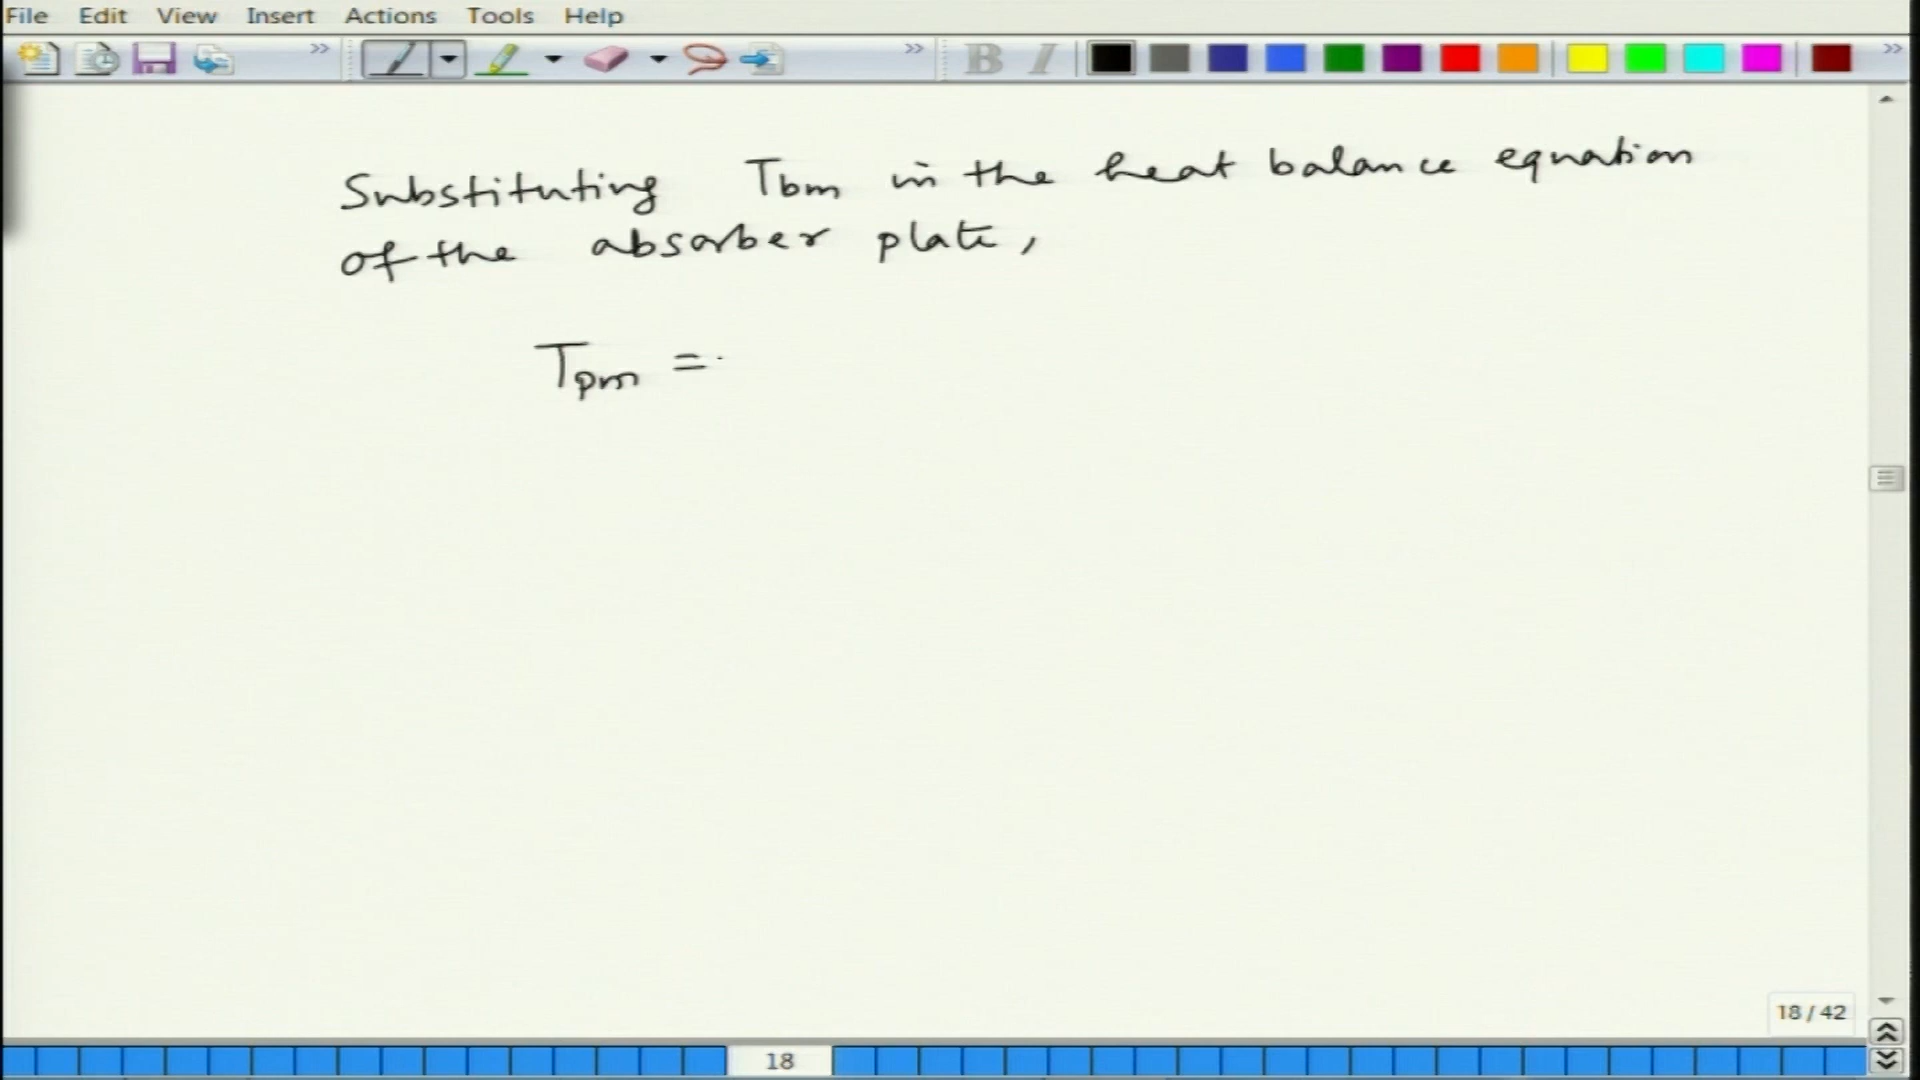 File Edit View Insert Actions Tools Help
B I
Substituting Tbm in the heat balance equation
of the absorber plate,
Tpm =
18 / 42
18